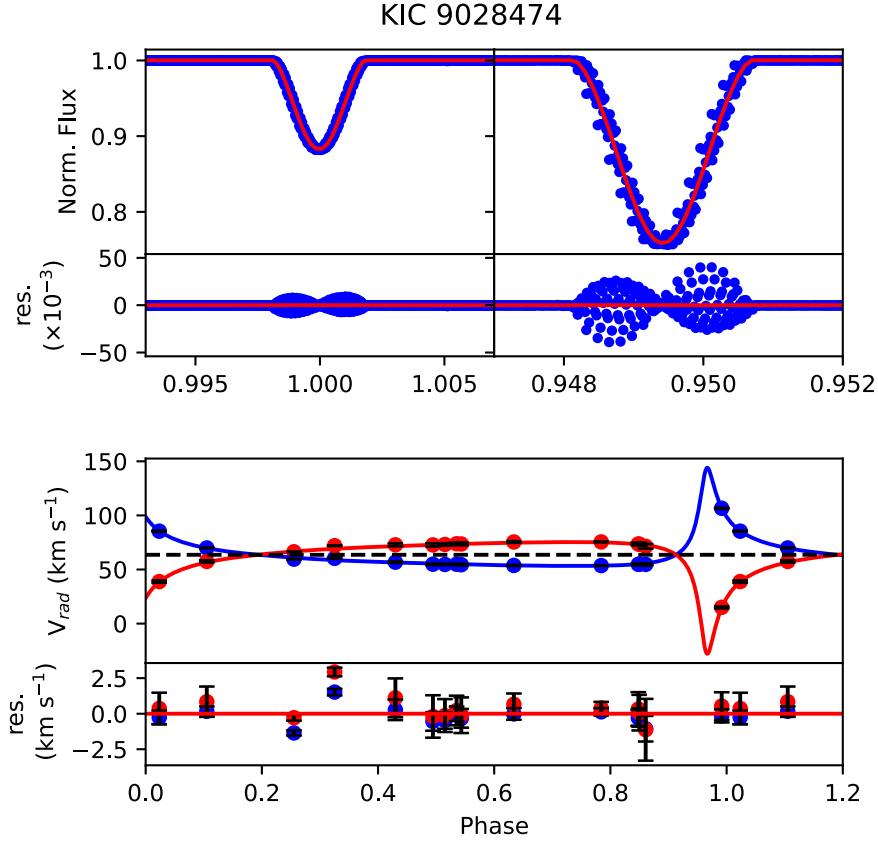 KIC 9028474
1.0
0.9
0.8
Norm. Flux
50
0
−50
res.
(×10⁻³)
0.995 1.000 1.005 0.948 0.950 0.952
150
100
50
0
V_rad (km s⁻¹)
2.5
0.0
−2.5
res.
(km s⁻¹)
0.0 0.2 0.4 0.6 0.8 1.0 1.2
Phase